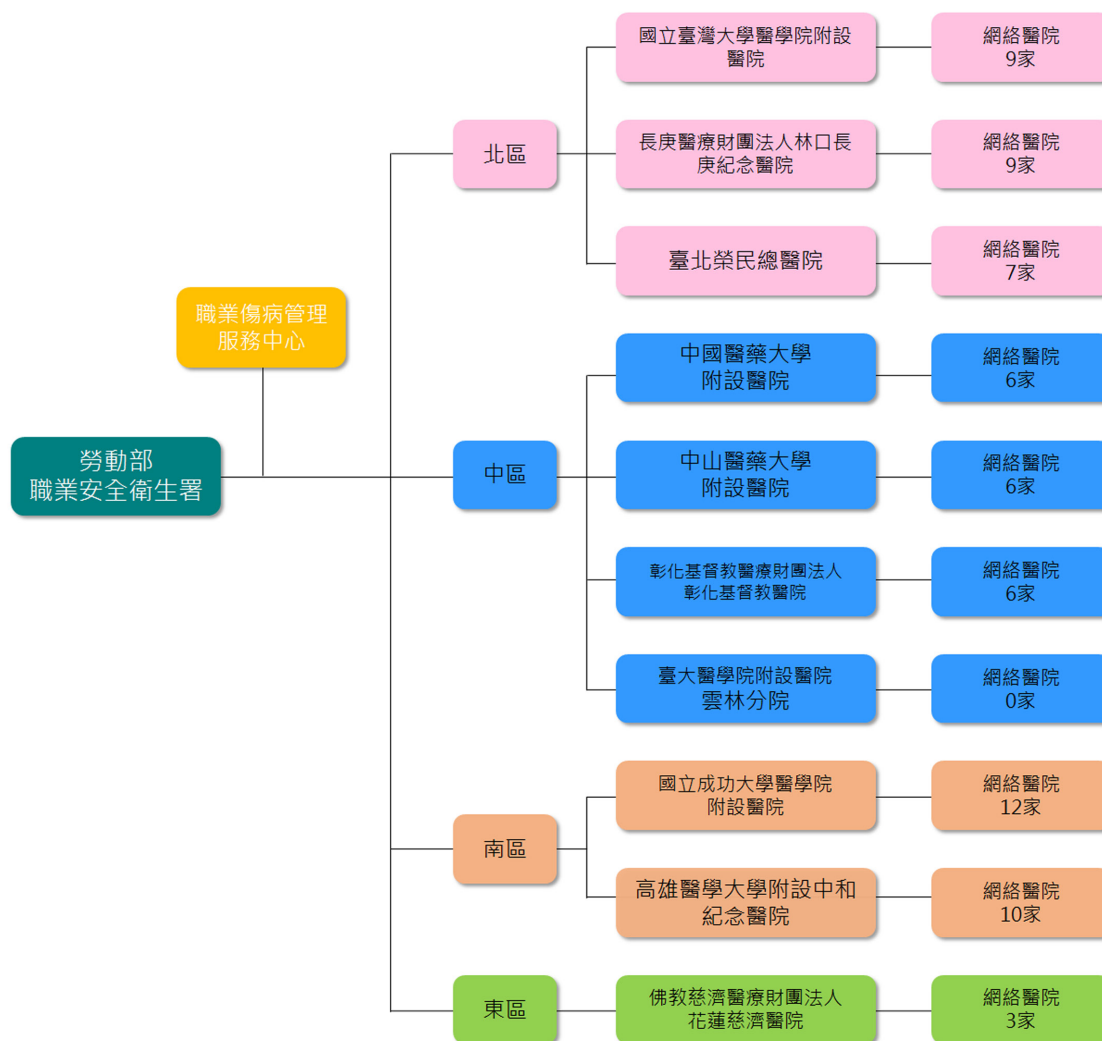 國立臺灣大學醫學院附設
醫院
網絡醫院
9家
北區
長庚醫療財團法人林口長
庚紀念醫院
網絡醫院
9家
臺北榮民總醫院
網絡醫院
7家
職業傷病管理
服務中心
中國醫藥大學
附設醫院
網絡醫院
6家
勞動部
職業安全衛生署
中區
中山醫藥大學
附設醫院
網絡醫院
6家
彰化基督教醫療財團法人
彰化基督教醫院
網絡醫院
6家
臺大醫學院附設醫院
雲林分院
網絡醫院
0家
南區
國立成功大學醫學院
附設醫院
網絡醫院
12家
高雄醫學大學附設中和
紀念醫院
網絡醫院
10家
東區
佛教慈濟醫療財團法人
花蓮慈濟醫院
網絡醫院
3家